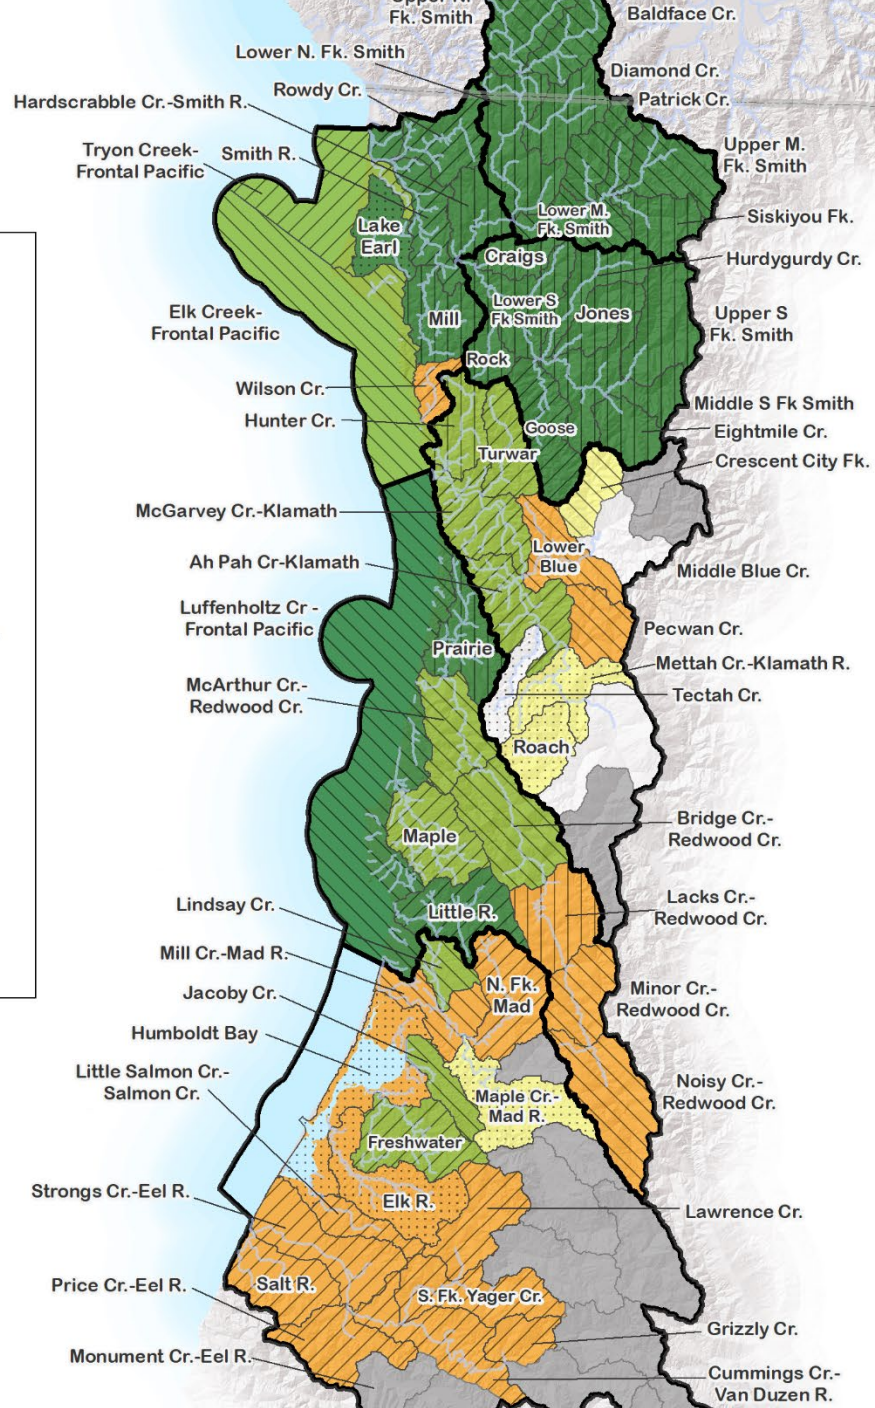 Upper N.
Fk. Smith
Baldface Cr.
Lower N. Fk. Smith
Diamond Cr.
Rowdy Cr.
Patrick Cr.
Hardscrabble Cr.-Smith R.
Tryon Creek-
Frontal Pacific
Smith R.
Upper M.
Fk. Smith
Lower M.
Fk. Smith
Siskiyou Fk.
Lake
Earl
Craigs
Hurdygurdy Cr.
Elk Creek-
Frontal Pacific
Mill
Lower S
Fk Smith
Jones
Upper S
Fk. Smith
Rock
Wilson Cr.
Middle S Fk Smith
Hunter Cr.
Goose
Eightmile Cr.
Turwar
Crescent City Fk.
McGarvey Cr.-Klamath
Lower
Blue
Ah Pah Cr-Klamath
Middle Blue Cr.
Luffenholtz Cr -
Frontal Pacific
Pecwan Cr.
Prairie
Mettah Cr.-Klamath R.
McArthur Cr.-
Redwood Cr.
Tectah Cr.
Roach
Bridge Cr.-
Redwood Cr.
Maple
Lindsay Cr.
Little R.
Lacks Cr.-
Redwood Cr.
Mill Cr.-Mad R.
N. Fk.
Mad
Jacoby Cr.
Minor Cr.-
Redwood Cr.
Humboldt Bay
Little Salmon Cr.-
Salmon Cr.
Maple Cr.-
Mad R.
Noisy Cr.-
Redwood Cr.
Freshwater
Strongs Cr.-Eel R.
Elk R.
Lawrence Cr.
Price Cr.-Eel R.
Salt R.
S. Fk. Yager Cr.
Grizzly Cr.
Monument Cr.-Eel R.
Cummings Cr.-
Van Duzen R.